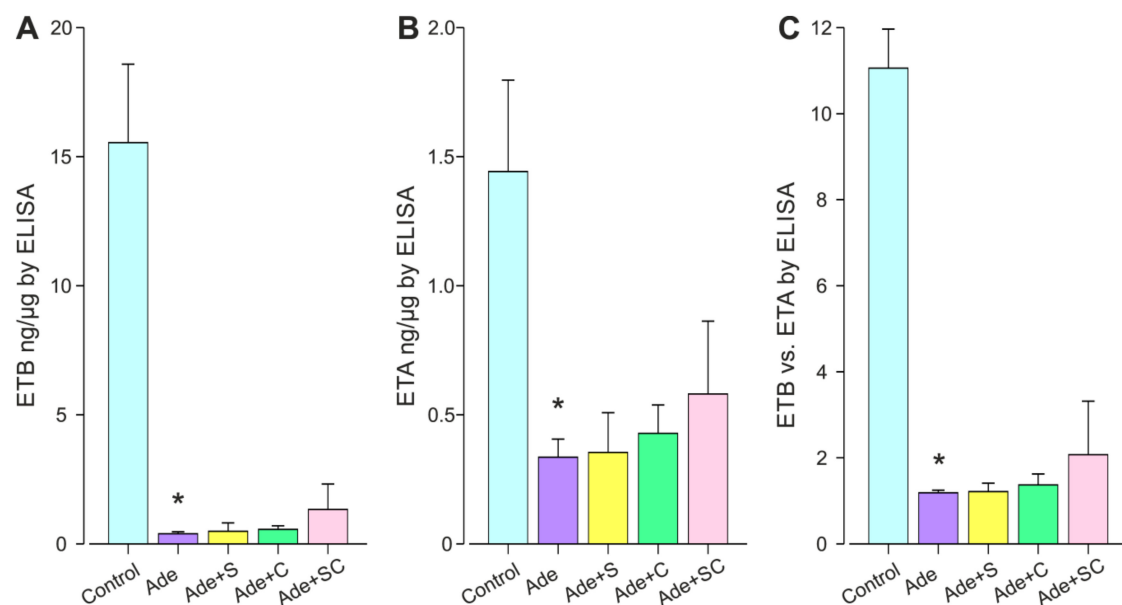 A
ETB ng/µg by ELISA
20
15
10
5
0
*
Control
Ade
Ade+S
Ade+C
Ade+SC
B
ETA ng/µg by ELISA
2.0
1.5
1.0
0.5
0
*
Control
Ade
Ade+S
Ade+C
Ade+SC
C
ETB vs. ETA by ELISA
12
10
8
6
4
2
0
*
Control
Ade
Ade+S
Ade+C
Ade+SC